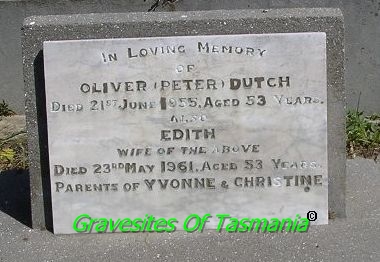 IN LOVING MEMORY
OF
OLIVER (PETER) DUTCH
DIED 21ST JUNE 1955, AGED 53 YEARS.
ALSO
EDITH
WIFE OF THE ABOVE
DIED 23RD MAY 1961, AGED 53 YEARS.
PARENTS OF YVONNE & CHRISTINE
Gravesites Of Tasmania ©